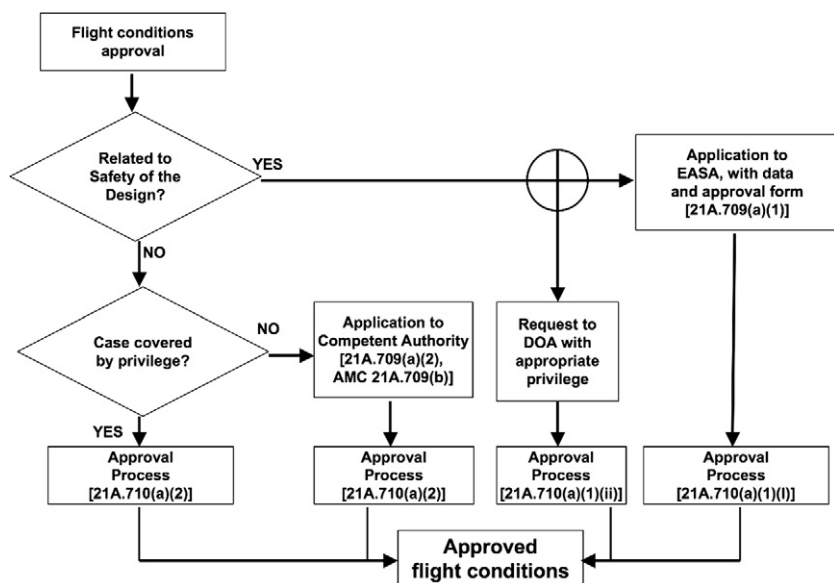 Flight conditions
approval
Related to
Safety of the
Design?
YES
Application to
EASA, with data
and approval form
[21A.709(a)(1)]
NO
Case covered
by privilege?
NO
Application to
Competent Authority
[21A.709(a)(2),
AMC 21A.709(b)]
Request to
DOA with
appropriate
privilege
YES
Approval
Process
[21A.710(a)(2)]
Approval
Process
[21A.710(a)(2)]
Approval
Process
[21A.710(a)(1)(ii)]
Approval
Process
[21A.710(a)(1)(I)]
Approved
flight conditions